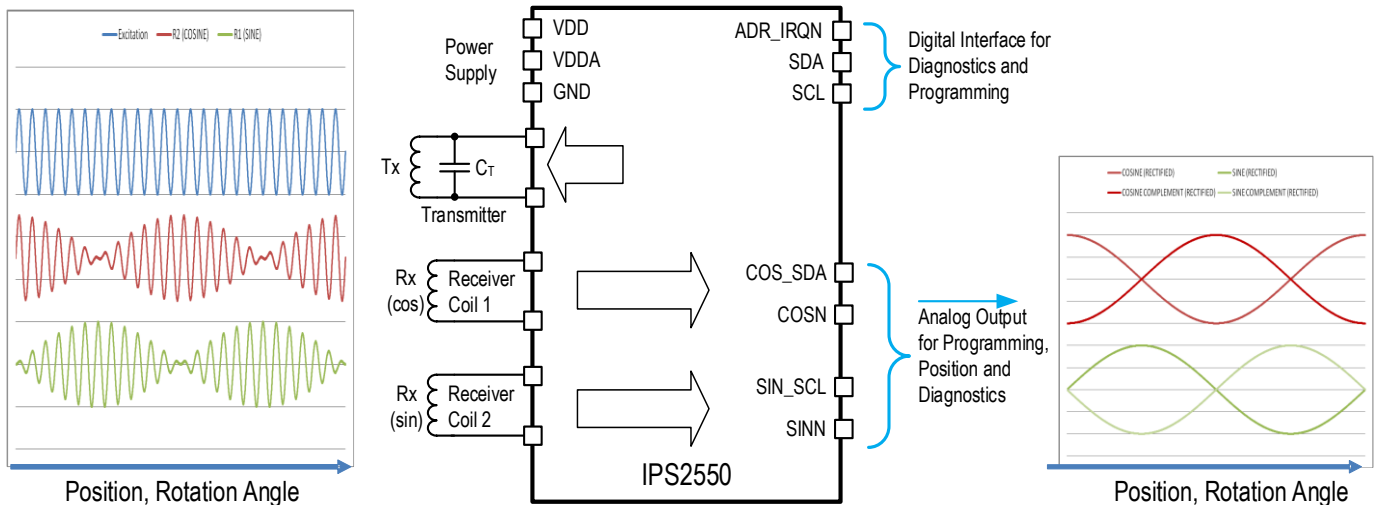 Excitation R2 (COSINE) R1 (SINE)
Position, Rotation Angle
Power
Supply
VDD
VDDA
GND
Tx
CT
Transmitter
Rx
(cos)
Receiver
Coil 1
Rx
(sin)
Receiver
Coil 2
ADR_IRQN
SDA
SCL
Digital Interface for
Diagnostics and
Programming
COS_SDA
COSN
SIN_SCL
SINN
Analog Output
for Programming,
Position and
Diagnostics
IPS2550
COSINE (RECTIFIED) SINE (RECTIFIED)
COSINE COMPLEMENT (RECTIFIED) SINE COMPLEMENT (RECTIFIED)
Position, Rotation Angle